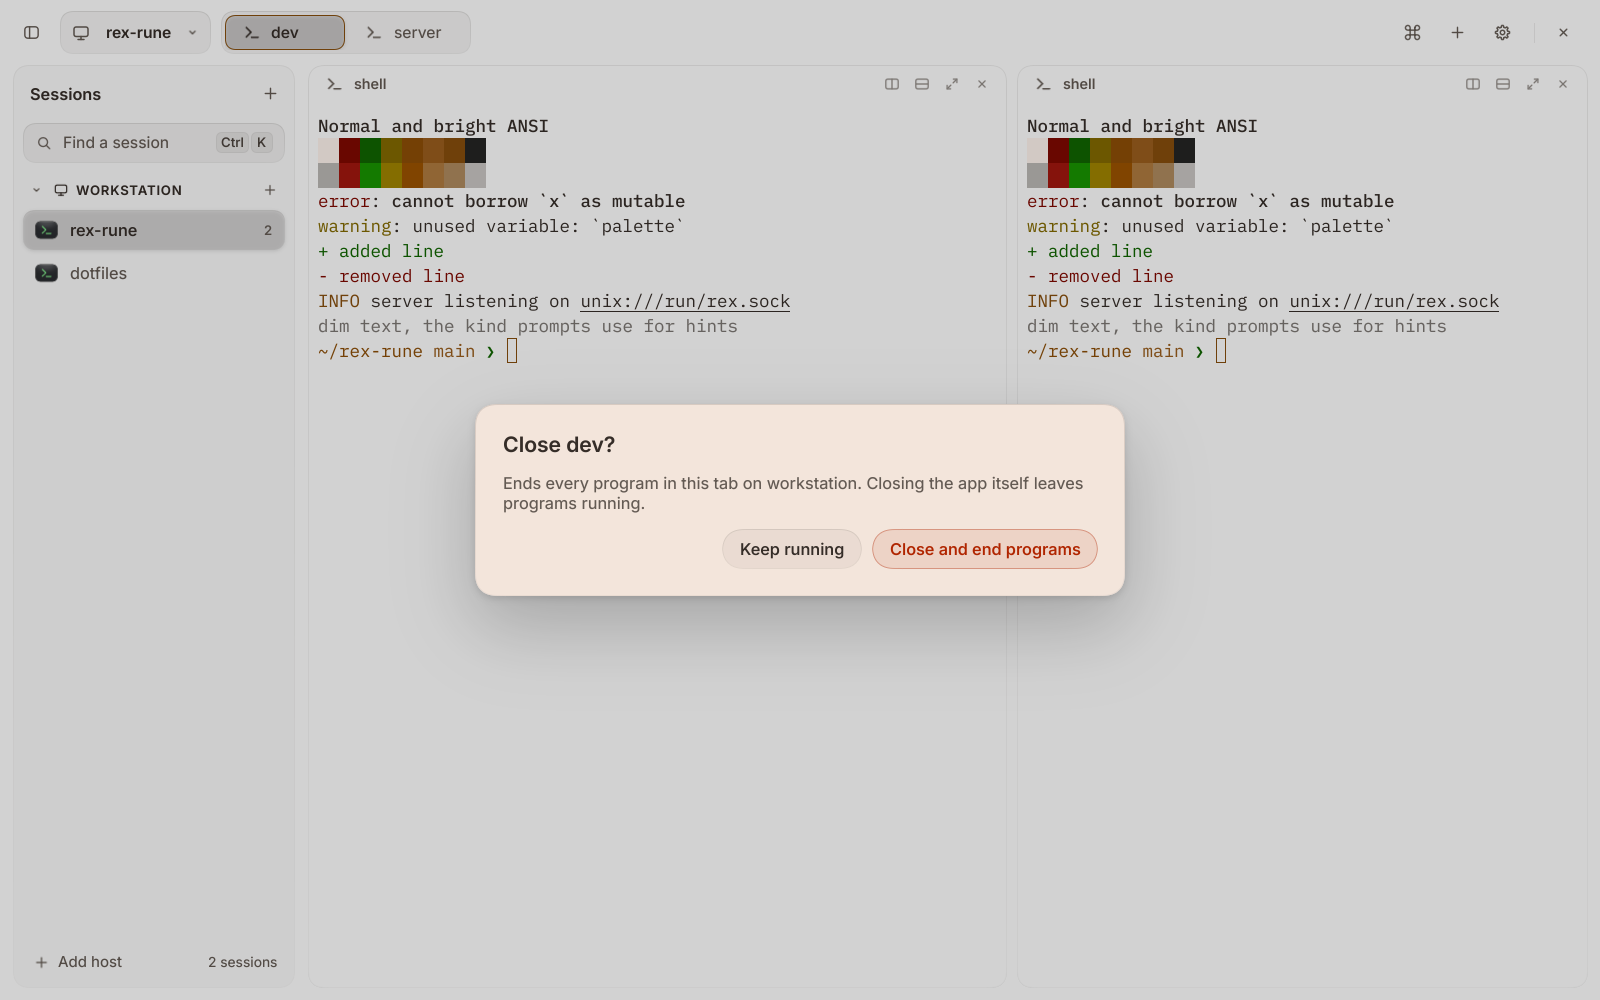 rex-rune
dev
server
Sessions
Find a session
Ctrl K
WORKSTATION
rex-rune 2
dotfiles
Add host
2 sessions
shell
Normal and bright ANSI
error: cannot borrow `x` as mutable
warning: unused variable: `palette`
+ added line
- removed line
INFO server listening on unix:///run/rex.sock
dim text, the kind prompts use for hints
~/rex-rune main ❯
shell
Normal and bright ANSI
error: cannot borrow `x` as mutable
warning: unused variable: `palette`
+ added line
- removed line
INFO server listening on unix:///run/rex.sock
dim text, the kind prompts use for hints
~/rex-rune main ❯
Close dev?
Ends every program in this tab on workstation. Closing the app itself leaves
programs running.
Keep running
Close and end programs